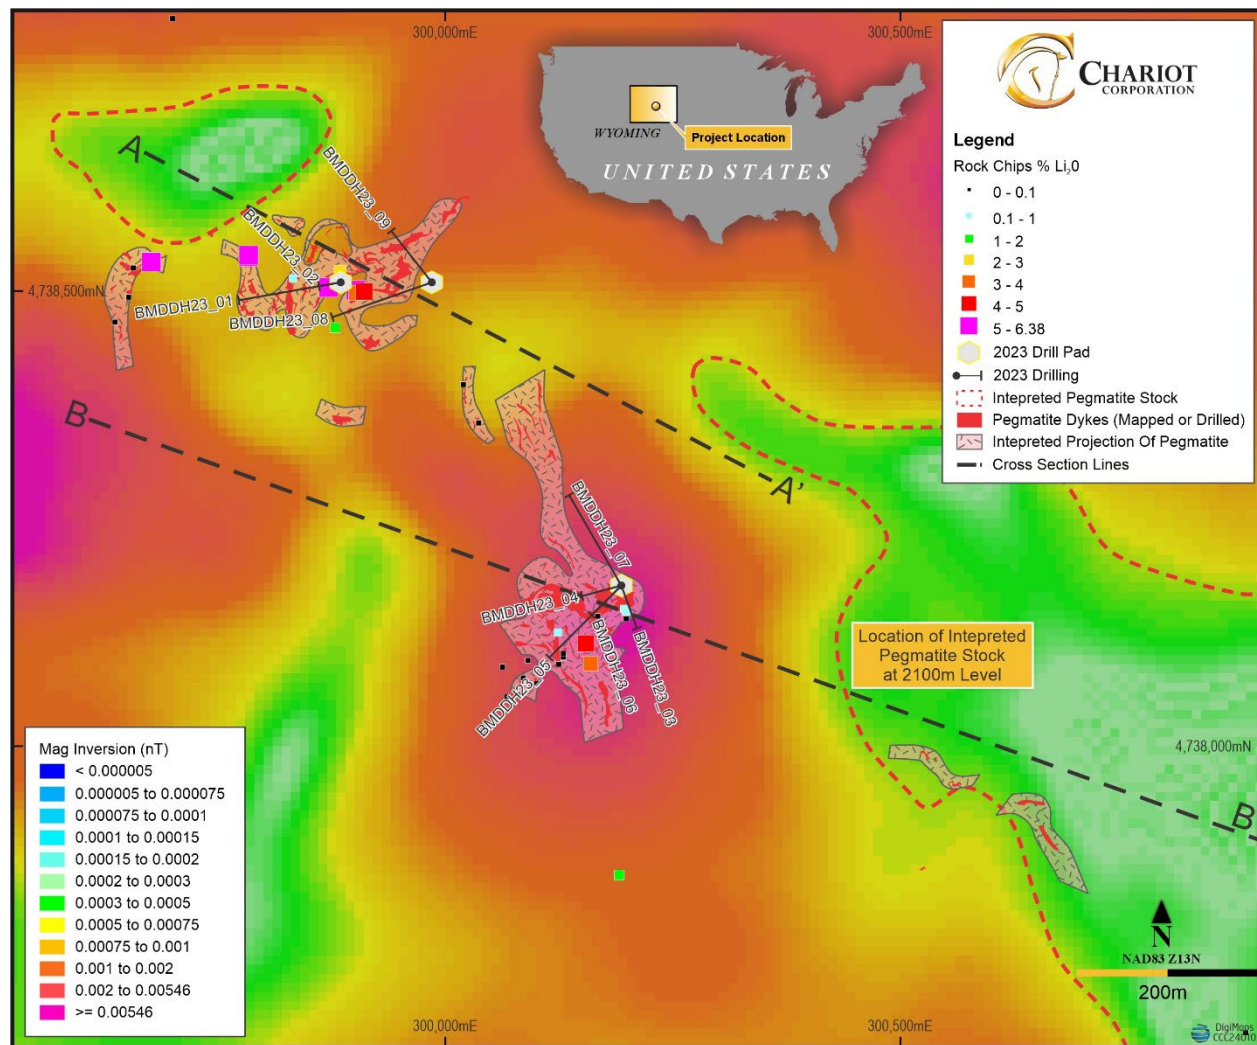 300,000mE
300,500mE
CHARIOT
CORPORATION
WYOMING
Project Location
UNITED STATES
Legend
Rock Chips % Li₂0
0 - 0.1
0.1 - 1
1 - 2
2 - 3
3 - 4
4 - 5
5 - 6.38
2023 Drill Pad
2023 Drilling
Intepreted Pegmatite Stock
Pegmatite Dykes (Mapped or Drilled)
Intepreted Projection Of Pegmatite
Cross Section Lines
A
BMDDH23_09
BMDDH23_02
4,738,500mN
BMDDH23_01
BMDDH23_08
B
A'
BMDDH23_07
BMDDH23_04
BMDDH23_05
BMDDH23_06
BMDDH23_03
Location of Intepreted
Pegmatite Stock
at 2100m Level
4,738,000mN
B
Mag Inversion (nT)
< 0.000005
0.000005 to 0.000075
0.000075 to 0.0001
0.0001 to 0.00015
0.00015 to 0.0002
0.0002 to 0.0003
0.0003 to 0.0005
0.0005 to 0.00075
0.00075 to 0.001
0.001 to 0.002
0.002 to 0.00546
>= 0.00546
N
NAD83 Z13N
200m
300,000mE
300,500mE
DigiMaps
CCC24010